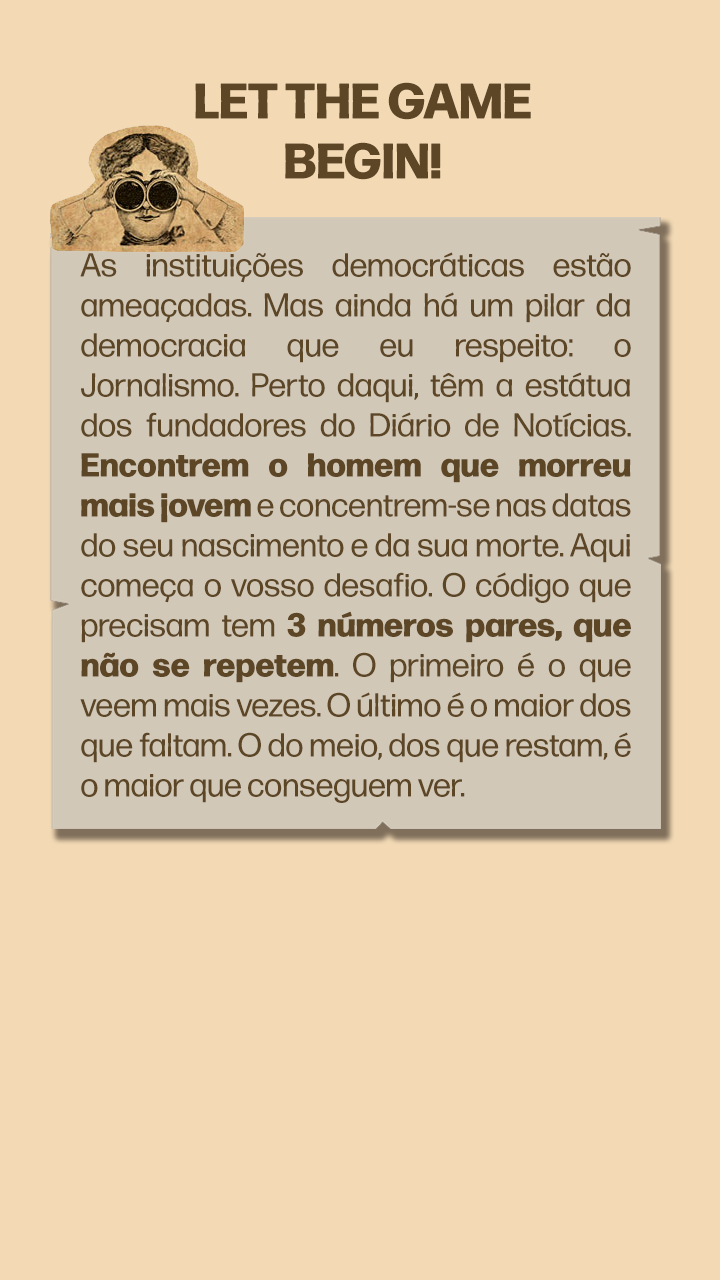 LET THE GAME
BEGIN!
As instituições democráticas estão
ameaçadas. Mas ainda há um pilar da
democracia que eu respeito: o
Jornalismo. Perto daqui, têm a estátua
dos fundadores do Diário de Notícias.
Encontrem o homem que morreu
mais jovem e concentrem-se nas datas
do seu nascimento e da sua morte. Aqui
começa o vosso desafio. O código que
precisam tem 3 números pares, que
não se repetem. O primeiro é o que
veem mais vezes. O último é o maior dos
que faltam. O do meio, dos que restam, é
o maior que conseguem ver.